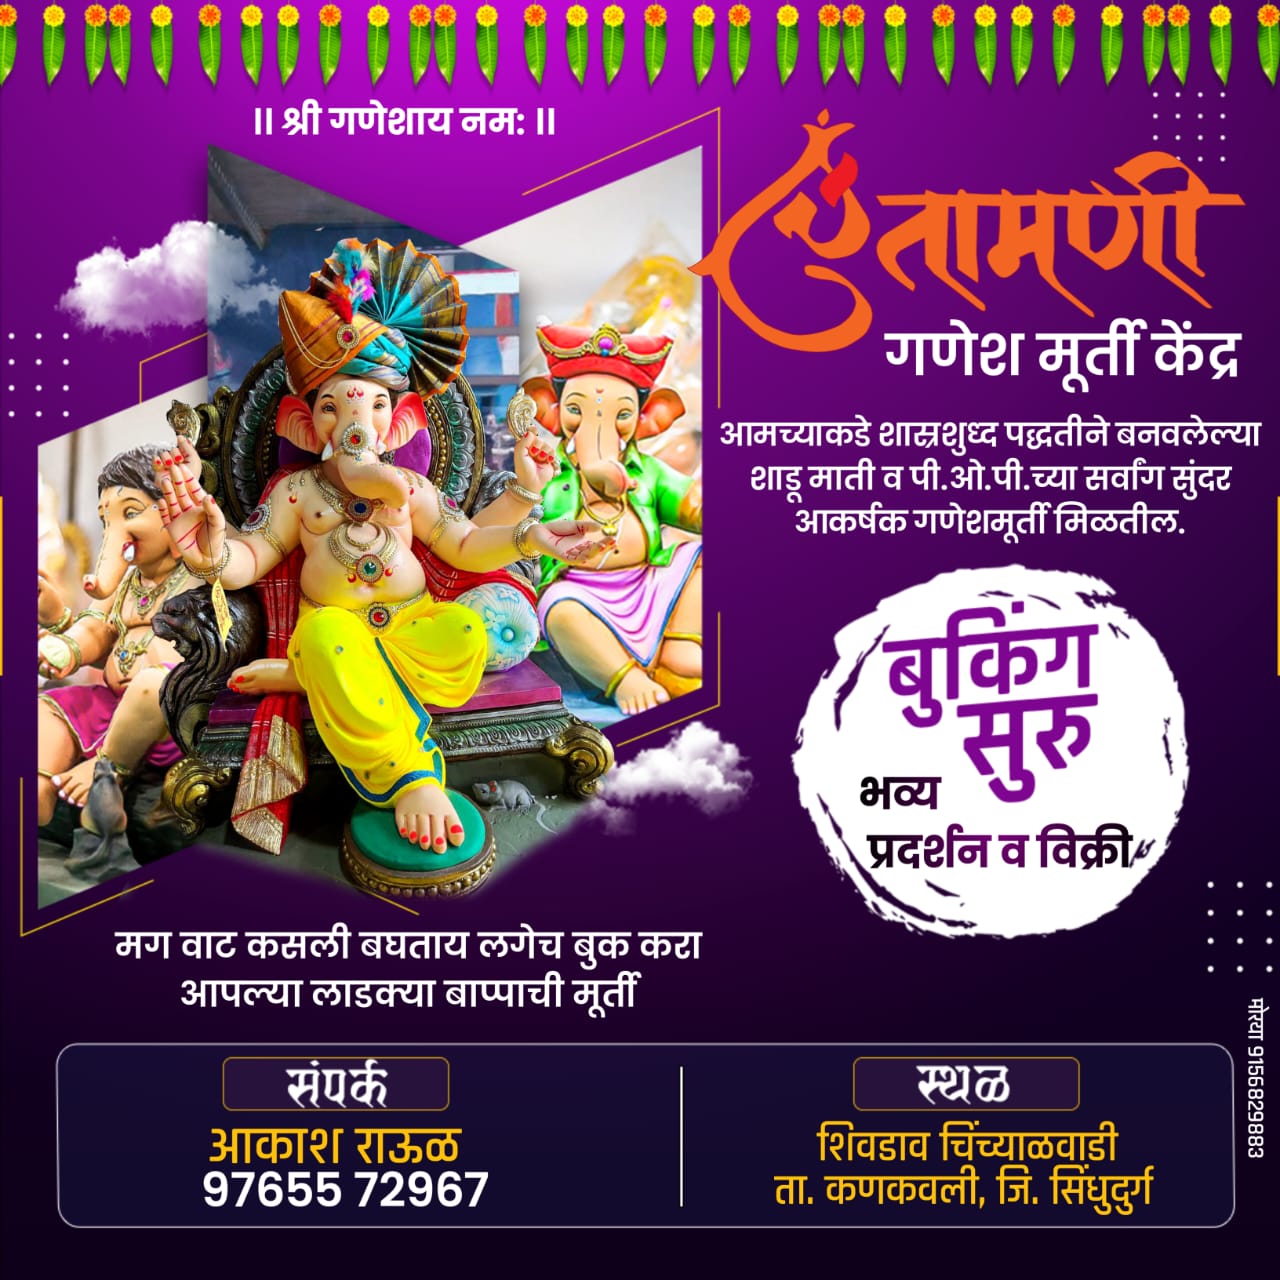 ॥ श्री गणेशाय नम: ॥
चिंतामणी
गणेश मूर्ती केंद्र
आमच्याकडे शास्रशुध्द पद्धतीने बनवलेल्या
शाडू माती व पी.ओ.पी.च्या सर्वांग सुंदर
आकर्षक गणेशमूर्ती मिळतील.
बुकिंग
सुरु
भव्य
प्रदर्शन व विक्री
मग वाट कसली बघताय लगेच बुक करा
आपल्या लाडक्या बाप्पाची मूर्ती
संपर्क
आकाश राऊळ
97655 72967
स्थळ
शिवडाव चिंच्याळवाडी
ता. कणकवली, जि. सिंधुदुर्ग
मोरया 9156829883